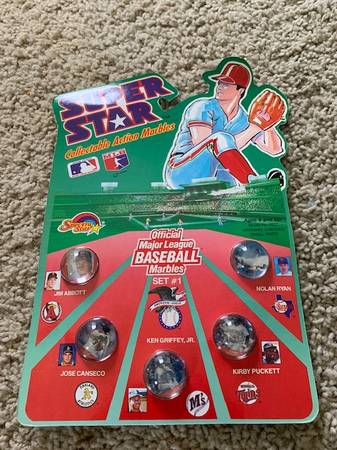 SUPER
STAR
Collectable Action Marbles
MLB
Official
Major League
BASEBALL
Marbles
SET #1
JIM ABBOTT
NOLAN RYAN
KEN GRIFFEY, JR.
JOSE CANSECO
KIRBY PUCKETT
M's